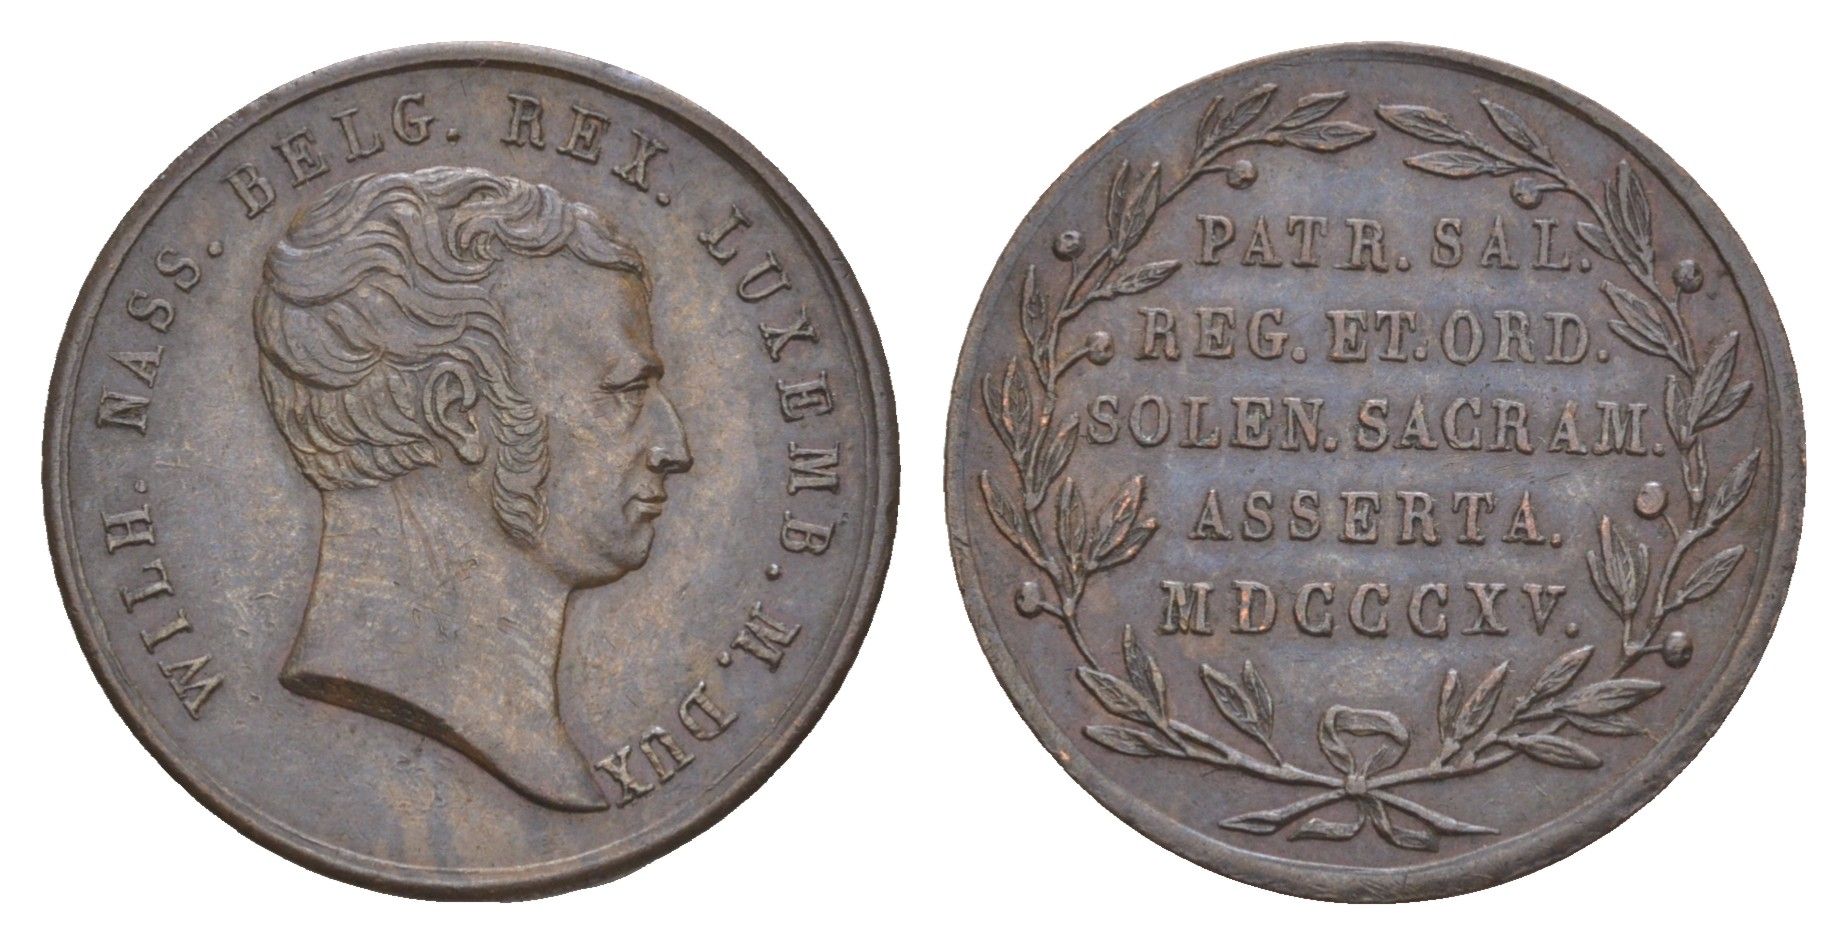 WILH. NASS. BELG. REX. LUXEMB. M. DUX
PATR. SAL.
REG. ET. ORD.
SOLEN. SACRAM.
ASSERTA.
MDCCCXV.